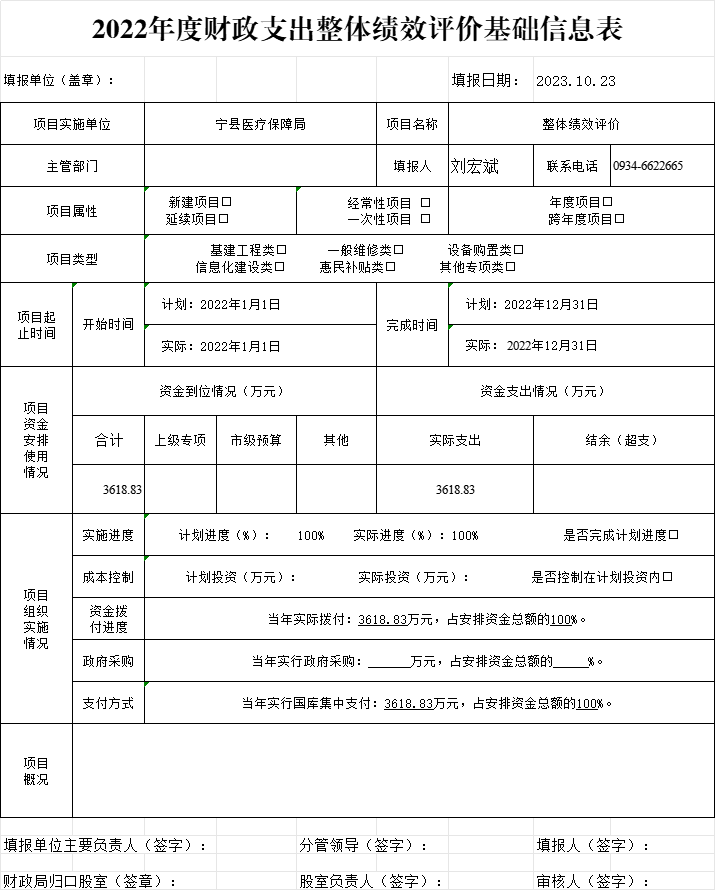 2022年度财政支出整体绩效评价基础信息表
填报单位（盖章）： 填报日期： 2023.10.23
项目实施单位 宁县医疗保障局 项目名称 整体绩效评价
主管部门 填报人 刘宏斌 联系电话 0934-6622665
项目属性 新建项目□ 经常性项目 □ 年度项目□
延续项目□ 一次性项目 □ 跨年度项目□
项目类型 基建工程类□ 一般维修类□ 设备购置类□
信息化建设类□ 惠民补贴类□ 其他专项类□
项目起
止时间
开始时间 计划：2022年1月1日
实际：2022年1月1日
完成时间 计划：2022年12月31日
实际： 2022年12月31日
项目
资金
安排
使用
情况
资金到位情况（万元） 资金支出情况（万元）
合计 上级专项 市级预算 其他 实际支出 结余（超支）
3618.83 3618.83
项目
组织
实施
情况
实施进度 计划进度（%）： 100% 实际进度（%）：100% 是否完成计划进度□
成本控制 计划投资（万元）： 实际投资（万元）： 是否控制在计划投资内□
资金拨
付进度
当年实际拨付：3618.83万元，占安排资金总额的100%。
政府采购 当年实行政府采购：______万元，占安排资金总额的_____%。
支付方式 当年实行国库集中支付：3618.83万元，占安排资金总额的100%。
项目
概况
填报单位主要负责人（签字）： 分管领导（签字）： 填报人（签字）：
财政局归口股室（签章）： 股室负责人（签字）： 审核人（签字）：